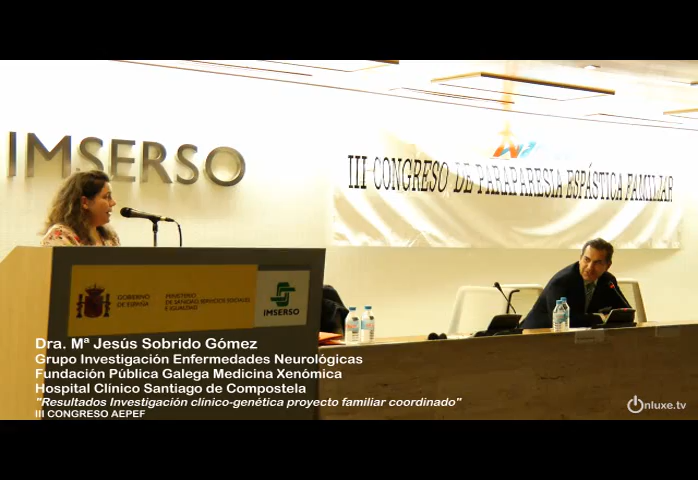 IMSERSO
III CONGRESO DE PARAPARESIA ESPÁSTICA FAMILIAR
GOBIERNO
DE ESPAÑA
MINISTERIO
DE SANIDAD, SERVICIOS SOCIALES
E IGUALDAD
IMSERSO
Dra. Mª Jesús Sobrido Gómez
Grupo Investigación Enfermedades Neurológicas
Fundación Pública Galega Medicina Xenómica
Hospital Clínico Santiago de Compostela
"Resultados Investigación clínico-genética proyecto familiar coordinado"
III CONGRESO AEPEF
Onluxe.tv